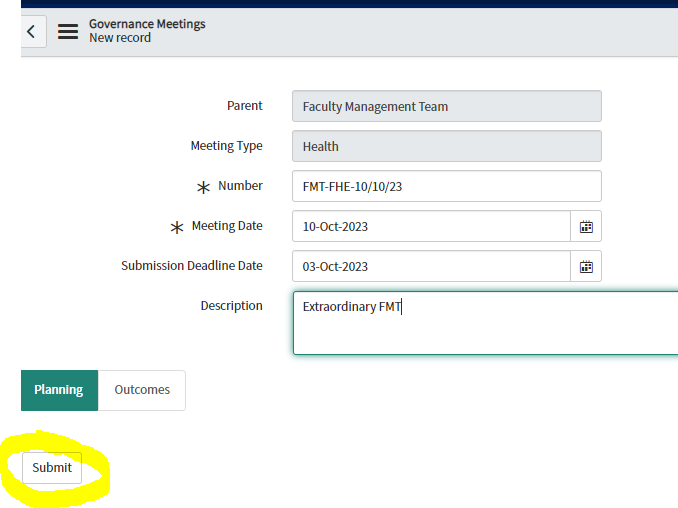 Governance Meetings
New record
Parent Faculty Management Team
Meeting Type Health
* Number FMT-FHE-10/10/23
* Meeting Date 10-Oct-2023
Submission Deadline Date 03-Oct-2023
Description Extraordinary FMT
Planning Outcomes
Submit